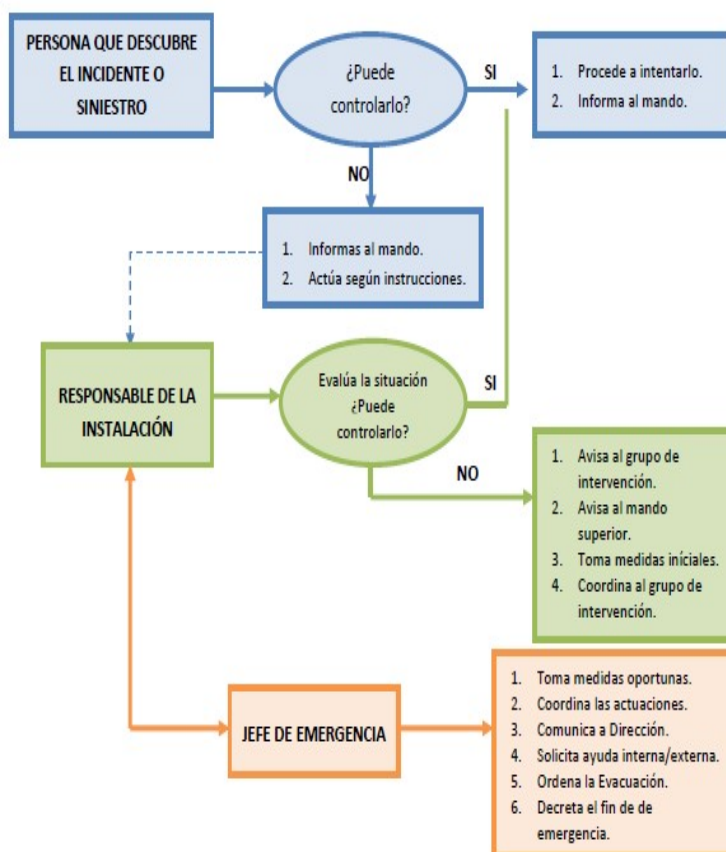 PERSONA QUE DESCUBRE
EL INCIDENTE O
SINIESTRO
¿Puede
controlarlo?
SI
1. Procede a intentarlo.
2. Informa al mando.
NO
1. Informas al mando.
2. Actúa según instrucciones.
RESPONSABLE DE LA
INSTALACIÓN
Evalúa la situación
¿Puede
controlarlo?
SI
NO
1. Avisa al grupo de
intervención.
2. Avisa al mando
superior.
3. Toma medidas iníciales.
4. Coordina al grupo de
intervención.
JEFE DE EMERGENCIA
1. Toma medidas oportunas.
2. Coordina las actuaciones.
3. Comunica a Dirección.
4. Solicita ayuda interna/externa.
5. Ordena la Evacuación.
6. Decreta el fin de de
emergencia.